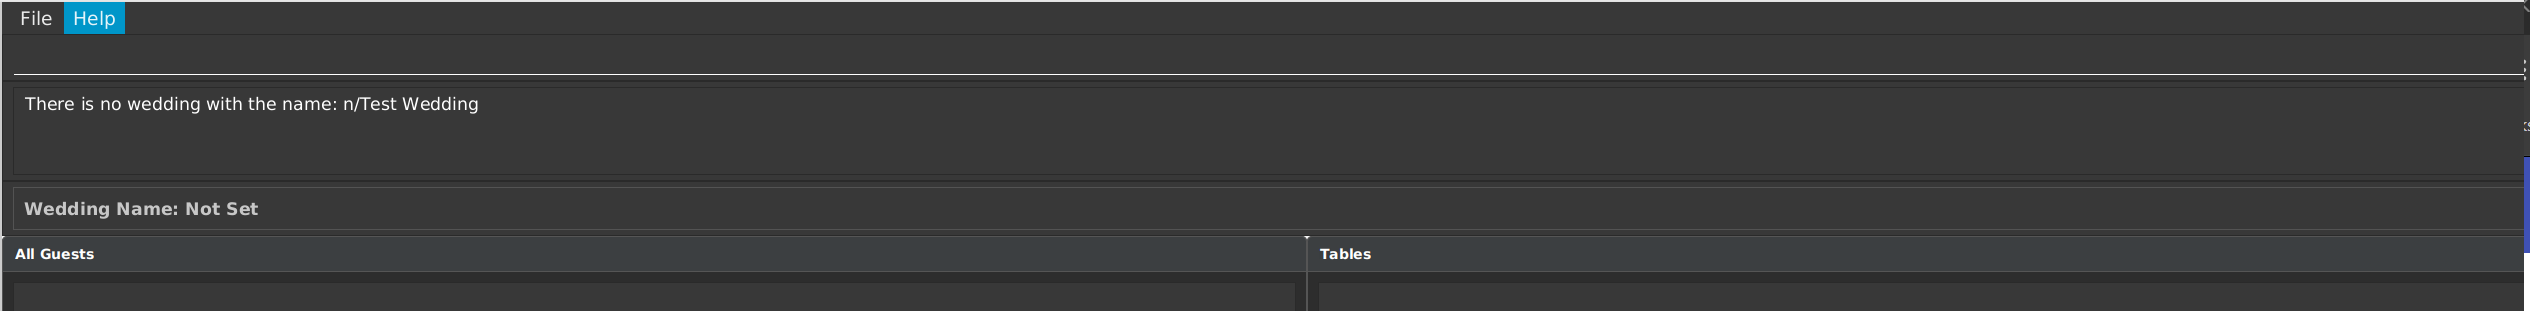 File Help
There is no wedding with the name: n/Test Wedding
Wedding Name: Not Set
All Guests Tables